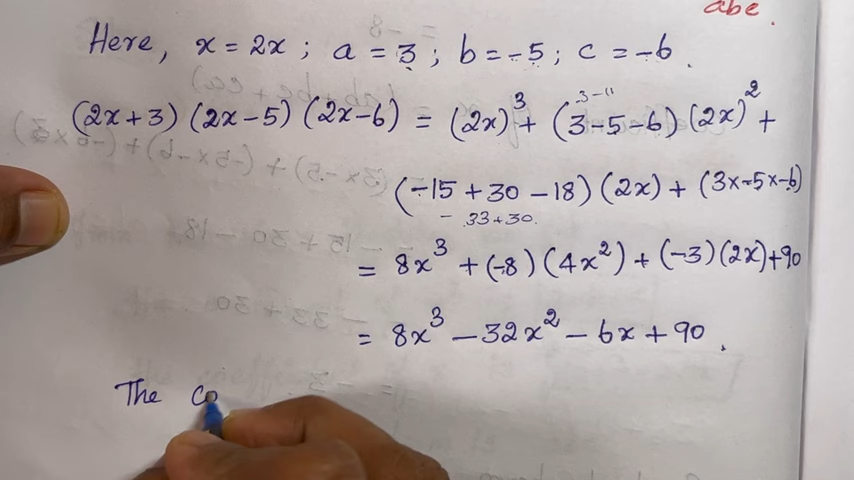 abc.
Here, x = 2x ; a = 3 ; b = -5 ; c = -6 .
3-11
(2x+3) (2x-5) (2x-6) = (2x)³ + (3-5-6) (2x)² +
(-15 + 30 - 18) (2x) + (3x-5x-6)
- 33+30.
= 8x³ + (-8) (4x²) + (-3) (2x) + 90
= 8x³ - 32x² - 6x + 90 .
The Co